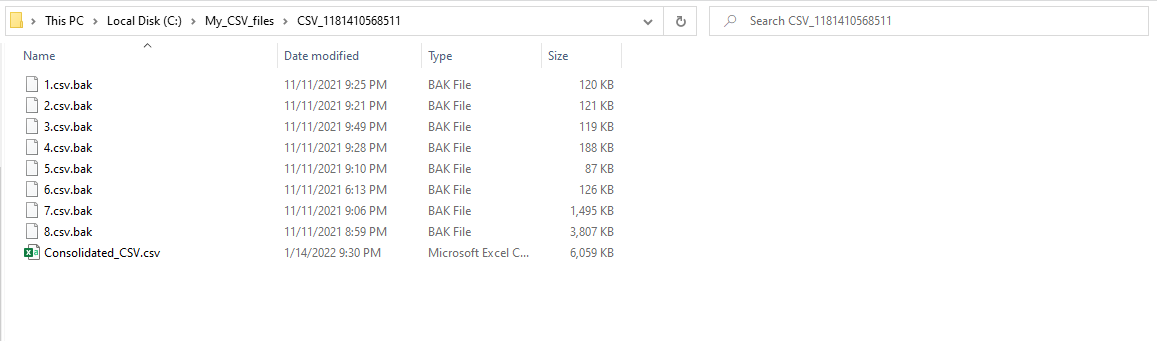 This PC > Local Disk (C:) > My_CSV_files > CSV_1181410568511 Search CSV_1181410568511
Name Date modified Type Size
1.csv.bak 11/11/2021 9:25 PM BAK File 120 KB
2.csv.bak 11/11/2021 9:21 PM BAK File 121 KB
3.csv.bak 11/11/2021 9:49 PM BAK File 119 KB
4.csv.bak 11/11/2021 9:28 PM BAK File 188 KB
5.csv.bak 11/11/2021 9:10 PM BAK File 87 KB
6.csv.bak 11/11/2021 6:13 PM BAK File 126 KB
7.csv.bak 11/11/2021 9:06 PM BAK File 1,495 KB
8.csv.bak 11/11/2021 8:59 PM BAK File 3,807 KB
Consolidated_CSV.csv 1/14/2022 9:30 PM Microsoft Excel C... 6,059 KB